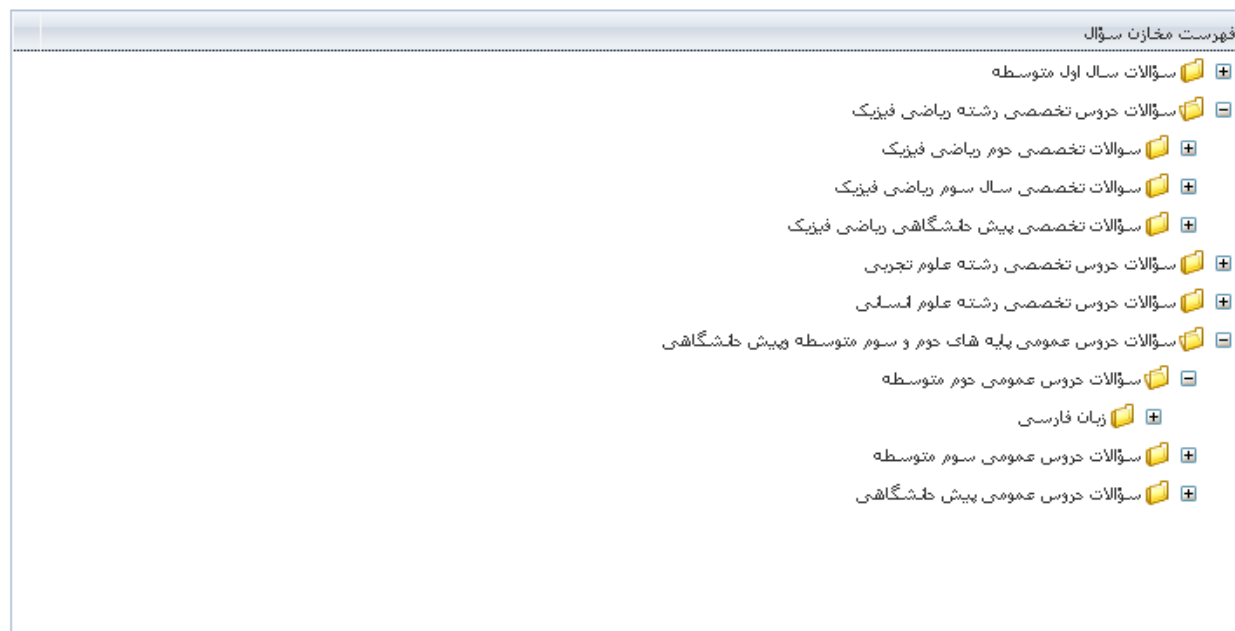 فهرست مخازن سؤال
سؤالات سال اول متوسطه
سؤالات دروس تخصصی رشته ریاضی فیزیک
سوالات تخصصی دوم ریاضی فیزیک
سوالات تخصصی سال سوم ریاضی فیزیک
سؤالات تخصصی پیش دانشگاهی ریاضی فیزیک
سؤالات دروس تخصصی رشته علوم تجربی
سؤالات دروس تخصصی رشته علوم انسانی
سؤالات دروس عمومی پایه های دوم و سوم متوسطه وپیش دانشگاهی
سؤالات دروس عمومی دوم متوسطه
زبان فارسی
سؤالات دروس عمومی سوم متوسطه
سؤالات دروس عمومی پیش دانشگاهی